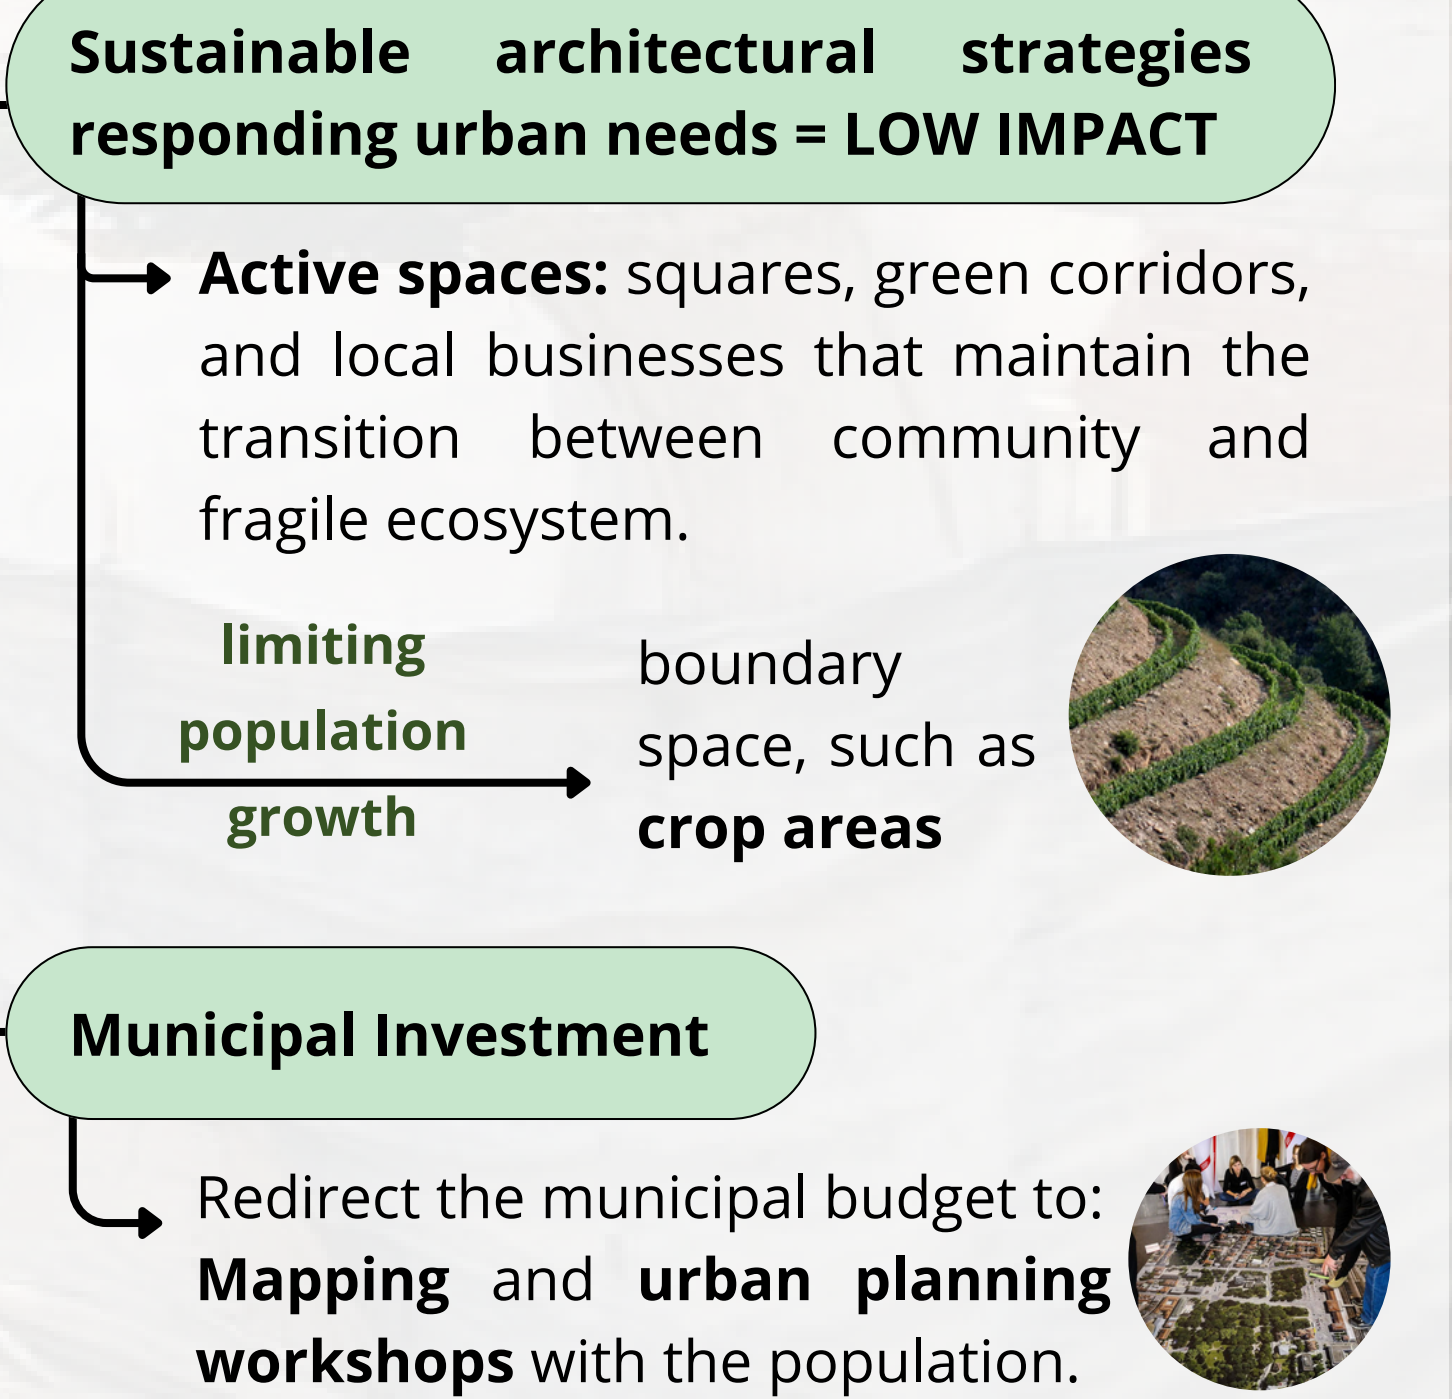 Sustainable architectural strategies
responding urban needs = LOW IMPACT
Active spaces: squares, green corridors,
and local businesses that maintain the
transition between community and
fragile ecosystem.
limiting
population
growth
boundary
space, such as
crop areas
Municipal Investment
Redirect the municipal budget to:
Mapping and urban planning
workshops with the population.